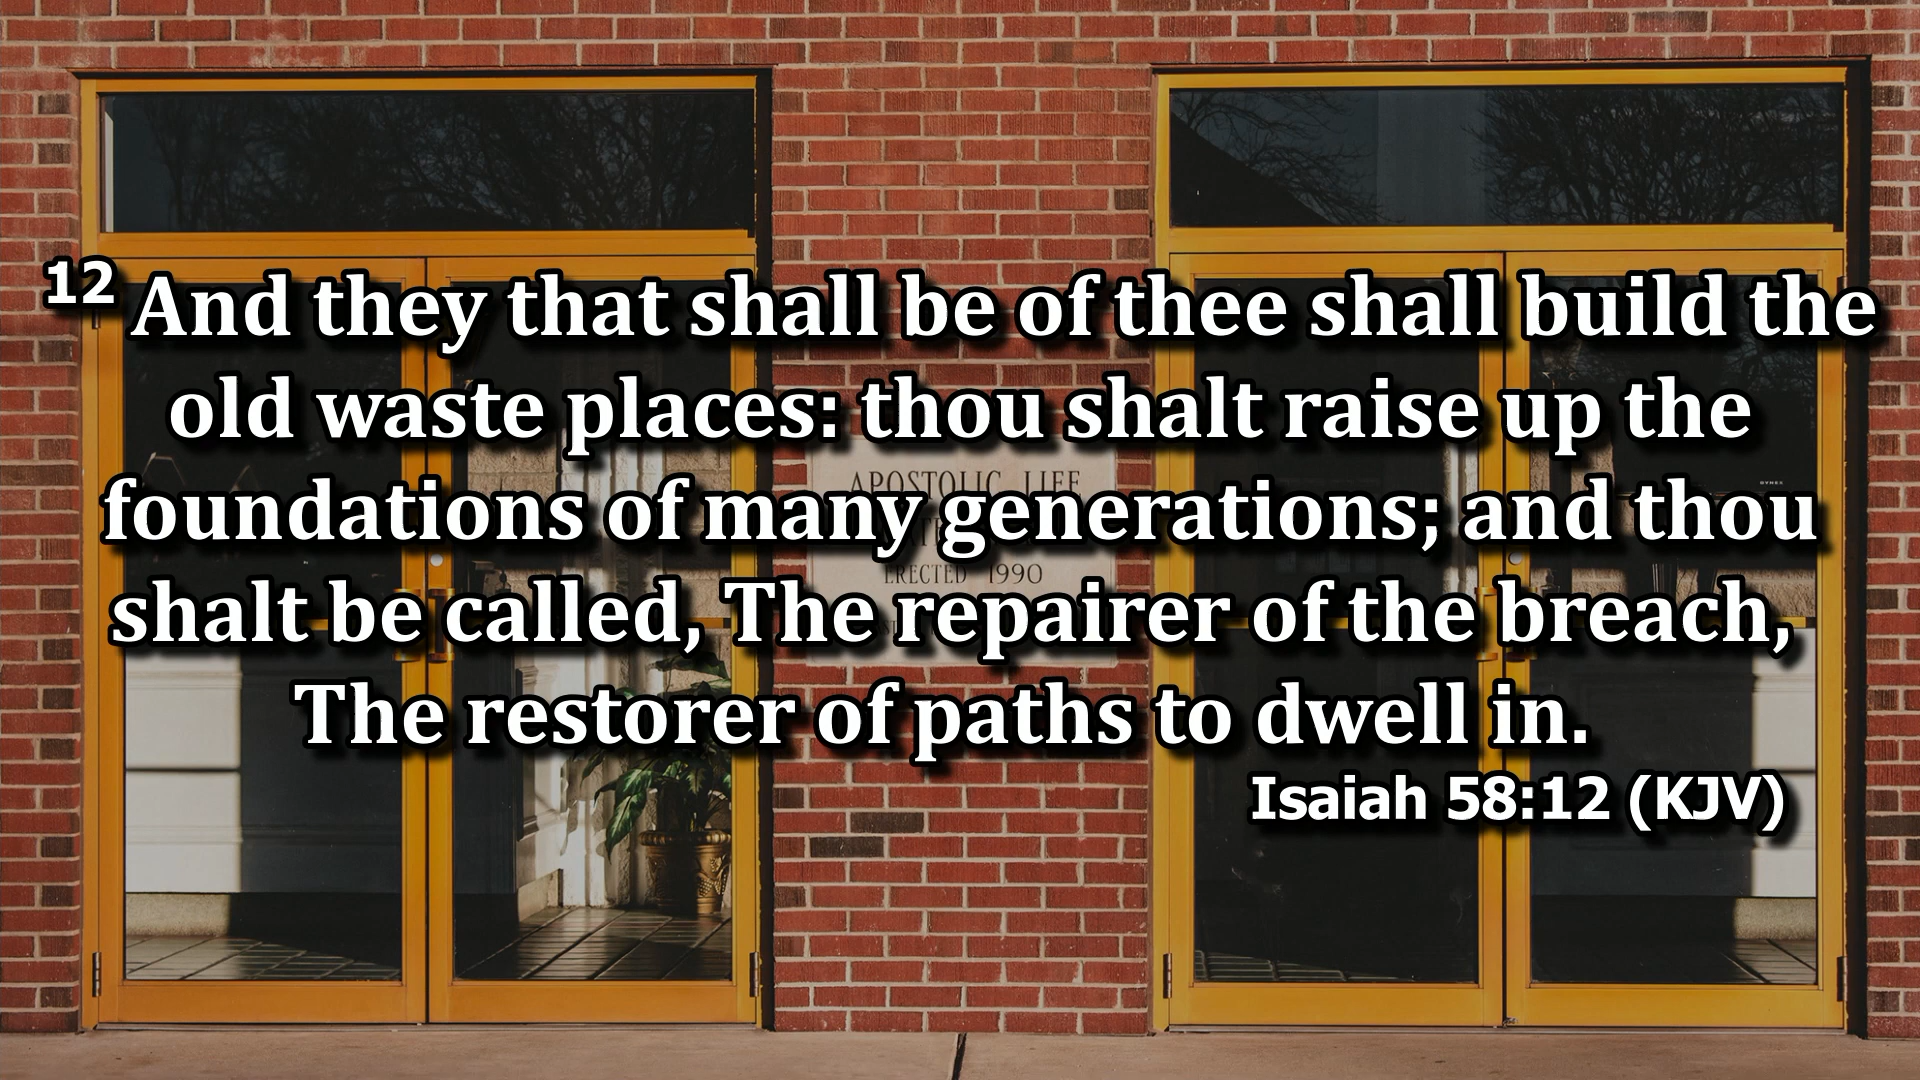 12 And they that shall be of thee shall build the
old waste places: thou shalt raise up the
foundations of many generations; and thou
shalt be called, The repairer of the breach,
The restorer of paths to dwell in.
Isaiah 58:12 (KJV)
APOSTOLIC LIFE
ERECTED 1990